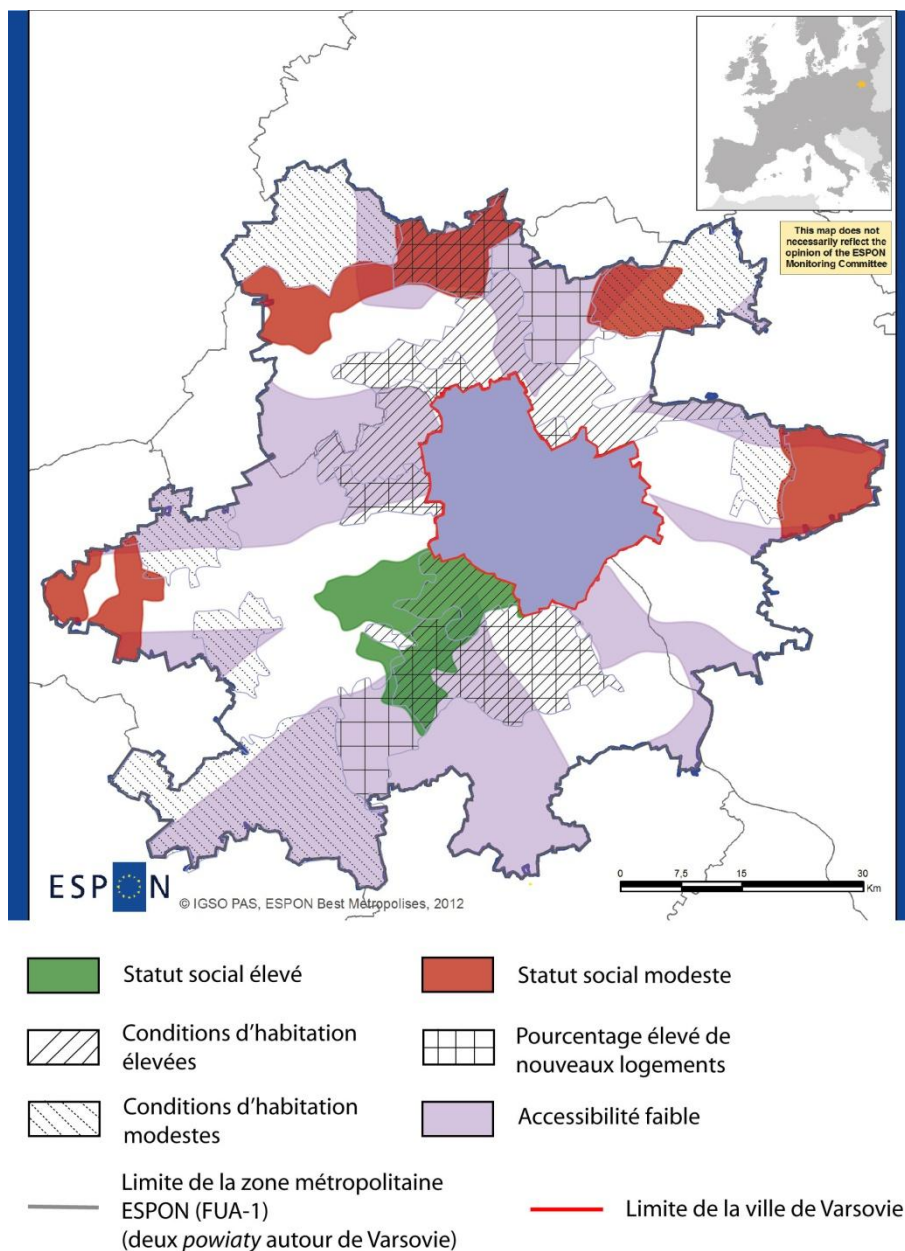 This map does not
necessarily reflect the
opinion of the ESPON
Monitoring Committee
ESPON
© IGSO PAS, ESPON Best Metropolises, 2012
0 7,5 15 30
Km
Statut social élevé
Statut social modeste
Conditions d'habitation
élevées
Pourcentage élevé de
nouveaux logements
Conditions d'habitation
modestes
Accessibilité faible
Limite de la zone métropolitaine
ESPON (FUA-1)
(deux powiaty autour de Varsovie)
Limite de la ville de Varsovie